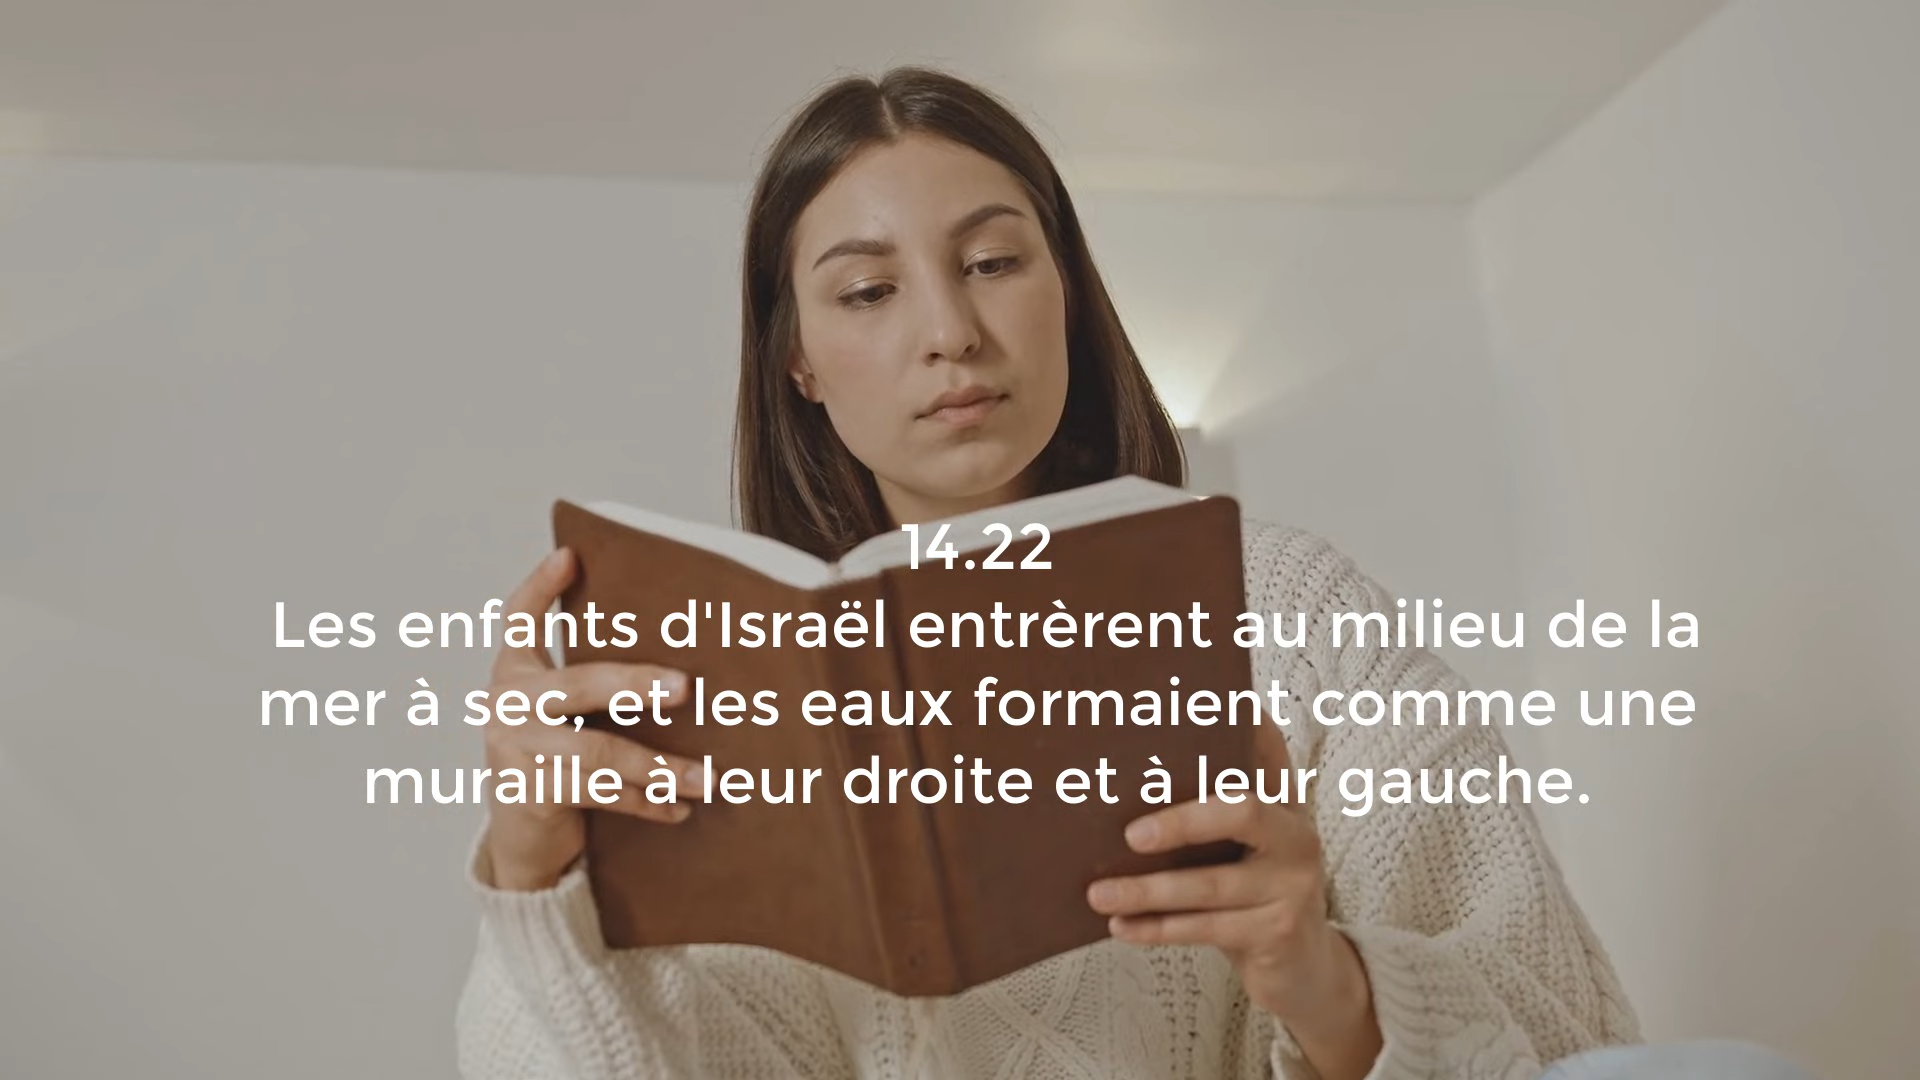 14.22
Les enfants d'Israël entrèrent au milieu de la
mer à sec, et les eaux formaient comme une
muraille à leur droite et à leur gauche.